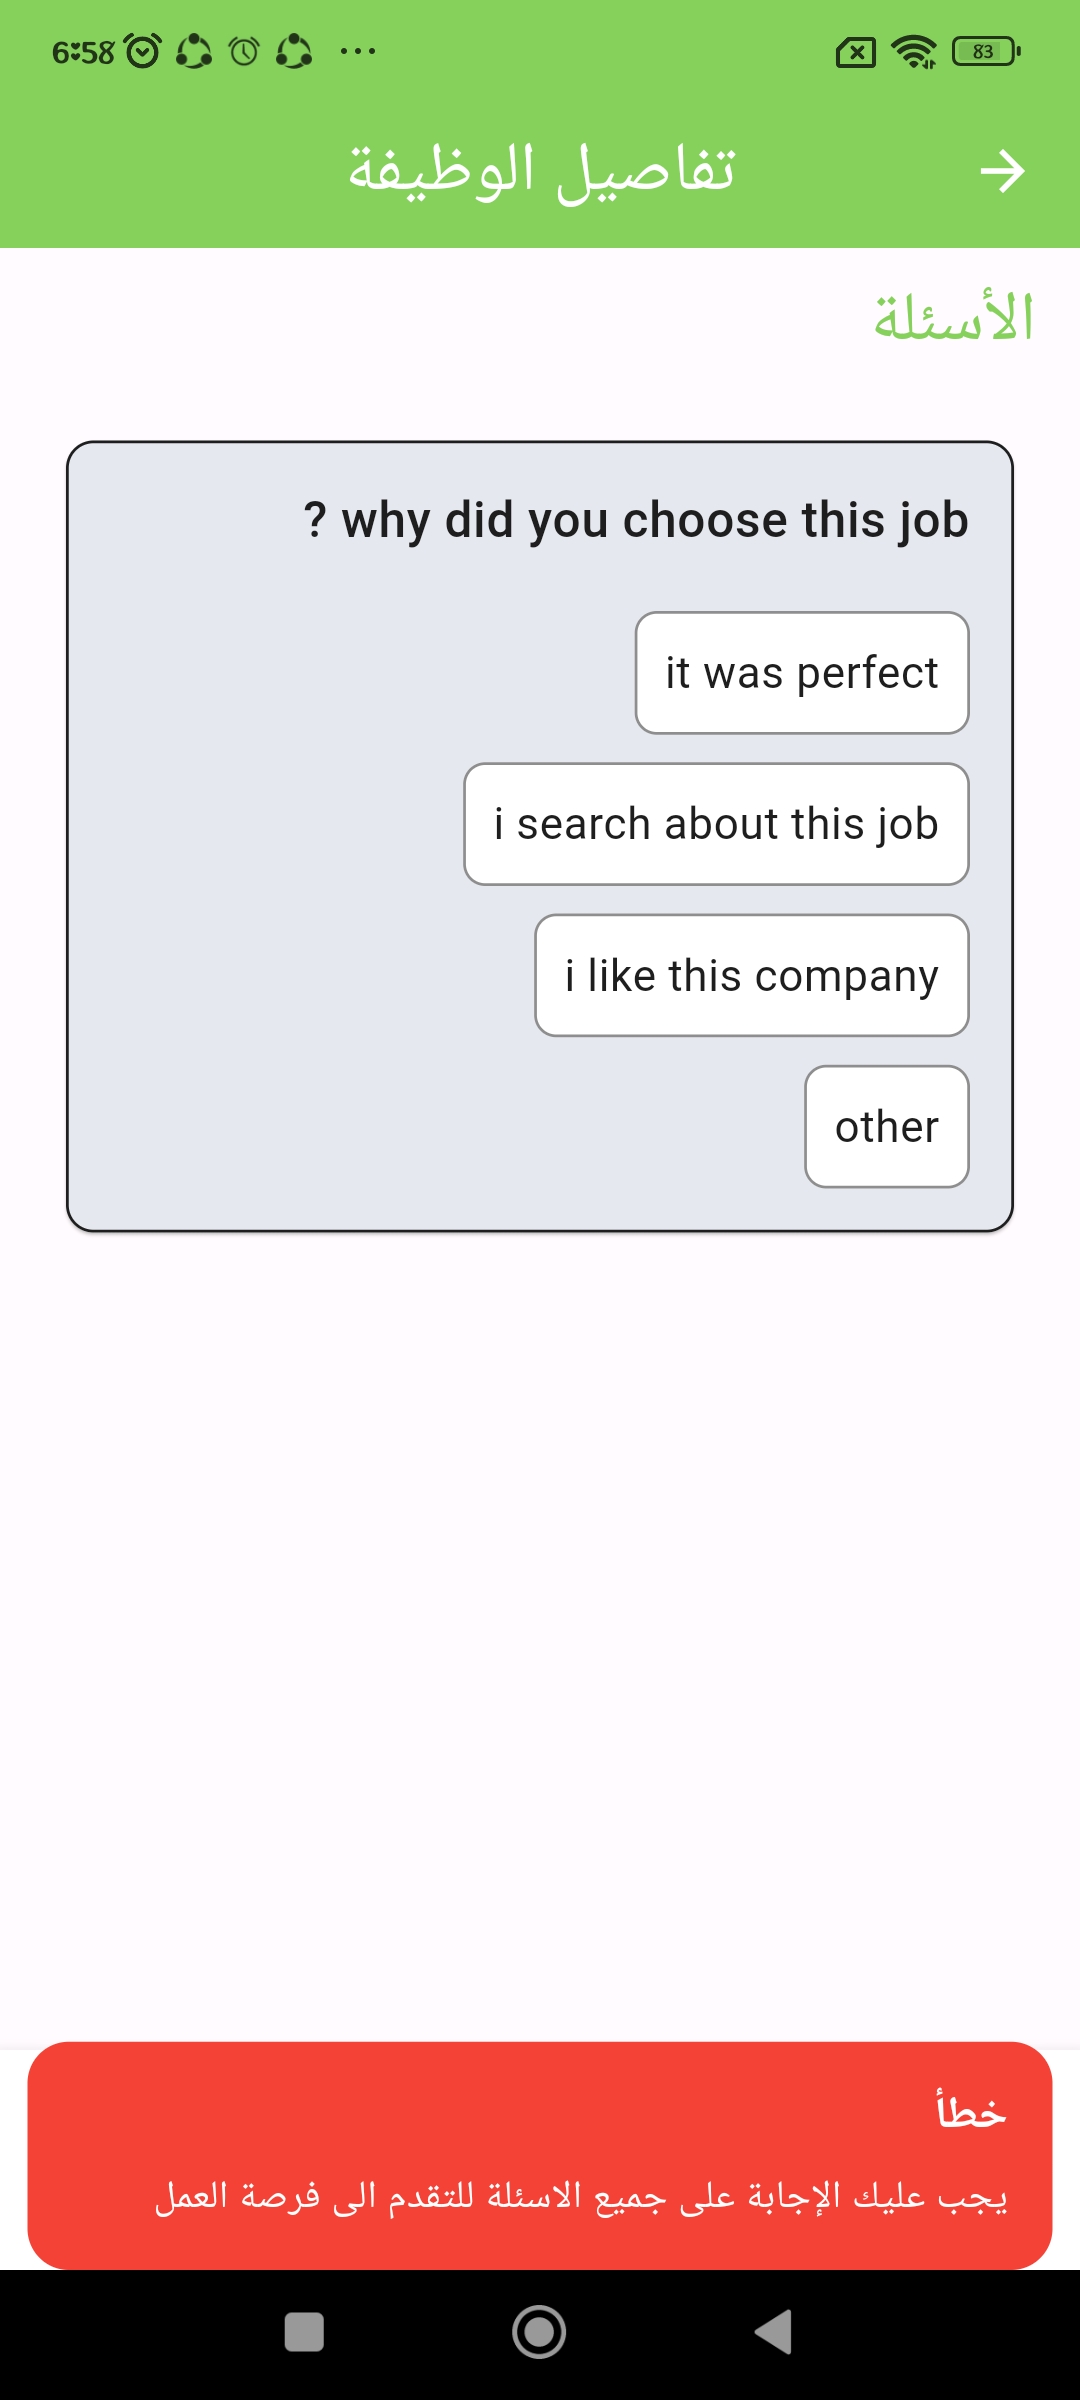 6:58
83
تفاصيل الوظيفة
الأسئلة
? why did you choose this job
it was perfect
i search about this job
i like this company
other
خطأ
يجب عليك الإجابة على جميع الاسئلة للتقدم الى فرصة العمل